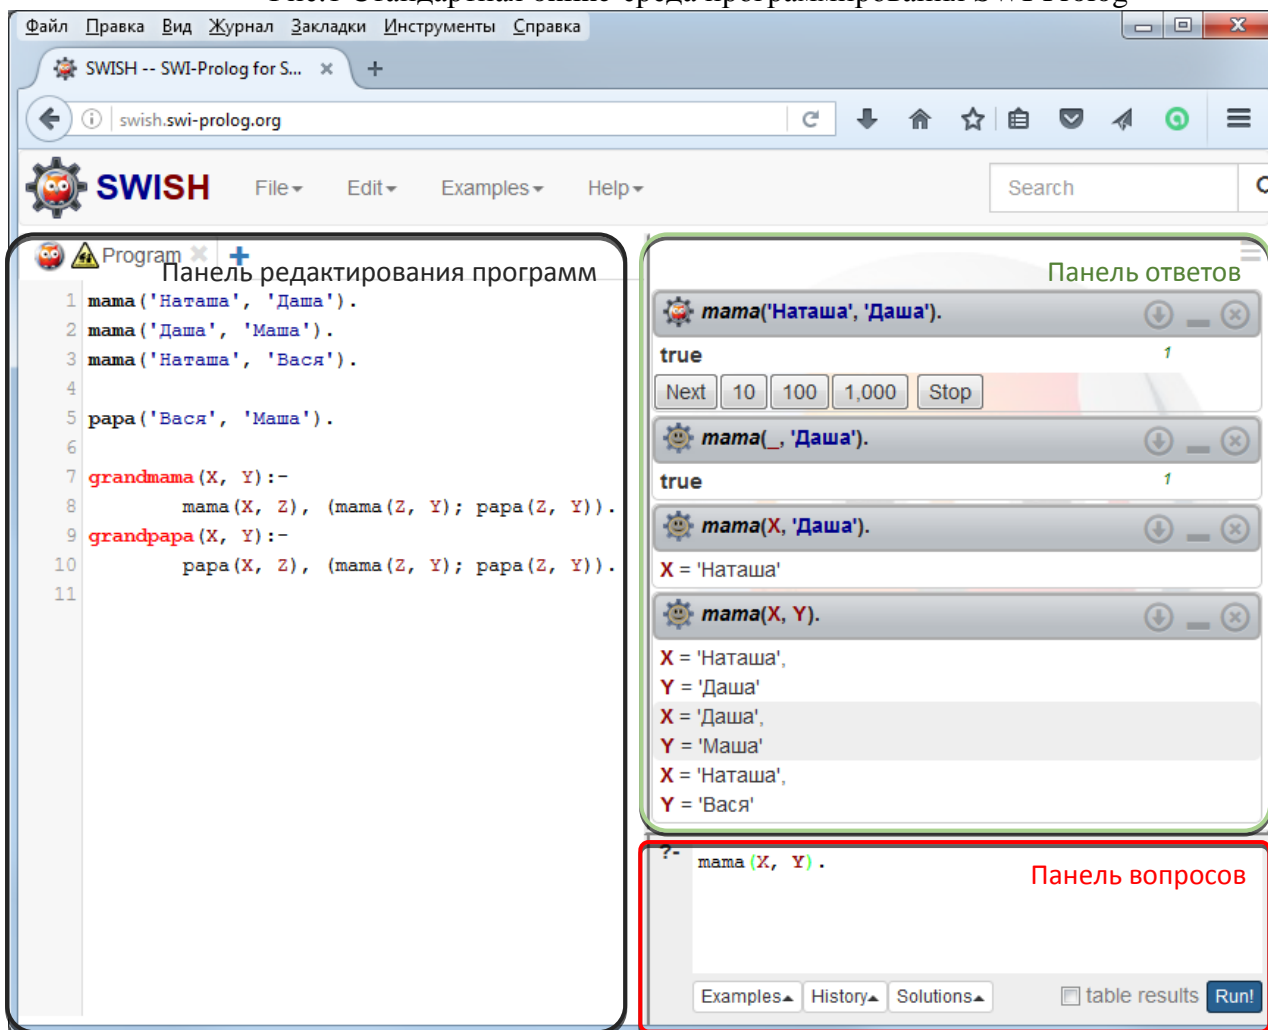 Файл Правка Вид Журнал Закладки Инструменты Справка
SWISH -- SWI-Prolog for S...
swish.swi-prolog.org
SWISH File Edit Examples Help Search
Program
Панель редактирования программ
1 mama('Наташа', 'Даша').
2 mama('Даша', 'Маша').
3 mama('Наташа', 'Вася').
4
5 papa('Вася', 'Маша').
6
7 grandmama(X, Y):-
8 mama(X, Z), (mama(Z, Y); papa(Z, Y)).
9 grandpapa(X, Y):-
10 papa(X, Z), (mama(Z, Y); papa(Z, Y)).
11
Панель ответов
mama('Наташа', 'Даша').
true 1
Next 10 100 1,000 Stop
mama(_, 'Даша').
true 1
mama(X, 'Даша').
X = 'Наташа'
mama(X, Y).
X = 'Наташа',
Y = 'Даша'
X = 'Даша',
Y = 'Маша'
X = 'Наташа',
Y = 'Вася'
?- mama(X, Y).
Панель вопросов
Examples History Solutions table results Run!